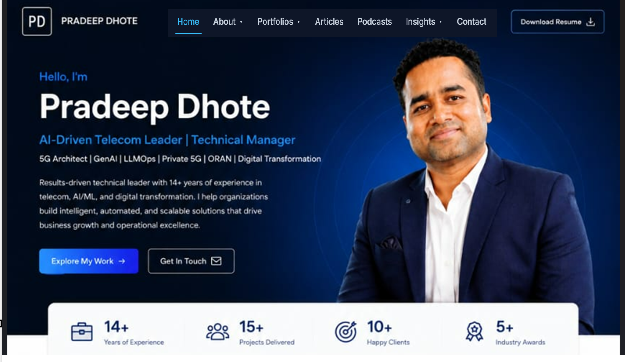 PD PRADEEP DHOTE
Home About Portfolios Articles Podcasts Insights Contact
Download Resume
Hello, I'm
Pradeep Dhote
AI-Driven Telecom Leader | Technical Manager
5G Architect | GenAI | LLMOps | Private 5G | ORAN | Digital Transformation
Results-driven technical leader with 14+ years of experience in
telecom, AI/ML, and digital transformation. I help organizations
build intelligent, automated, and scalable solutions that drive
business growth and operational excellence.
Explore My Work →
Get In Touch
14+
Years of Experience
15+
Projects Delivered
10+
Happy Clients
5+
Industry Awards